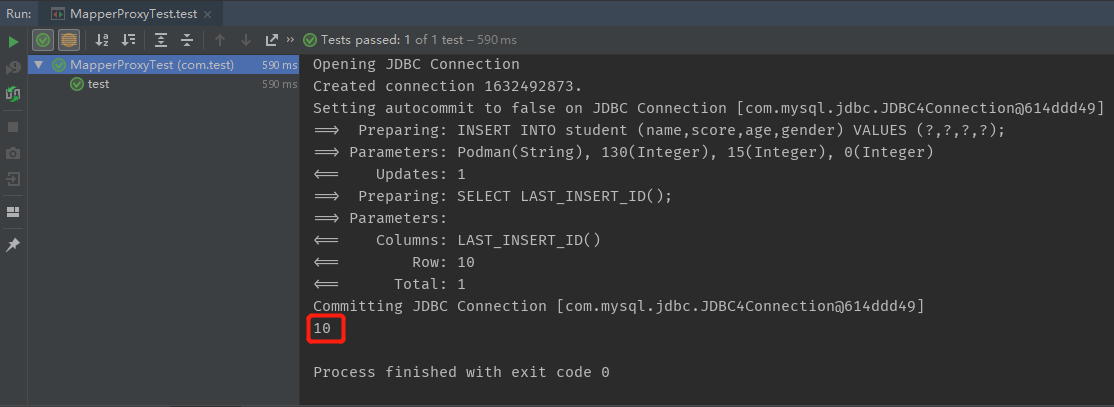 Run: MapperProxyTest.test ×
Tests passed: 1 of 1 test – 590 ms
MapperProxyTest (com.test) 590 ms
test 590 ms
Opening JDBC Connection
Created connection 1632492873.
Setting autocommit to false on JDBC Connection [com.mysql.jdbc.JDBC4Connection@614ddd49]
==>  Preparing: INSERT INTO student (name,score,age,gender) VALUES (?,?,?,?);
==> Parameters: Podman(String), 130(Integer), 15(Integer), 0(Integer)
<==    Updates: 1
==>  Preparing: SELECT LAST_INSERT_ID();
==> Parameters:
<==    Columns: LAST_INSERT_ID()
<==        Row: 10
<==      Total: 1
Committing JDBC Connection [com.mysql.jdbc.JDBC4Connection@614ddd49]
10
Process finished with exit code 0